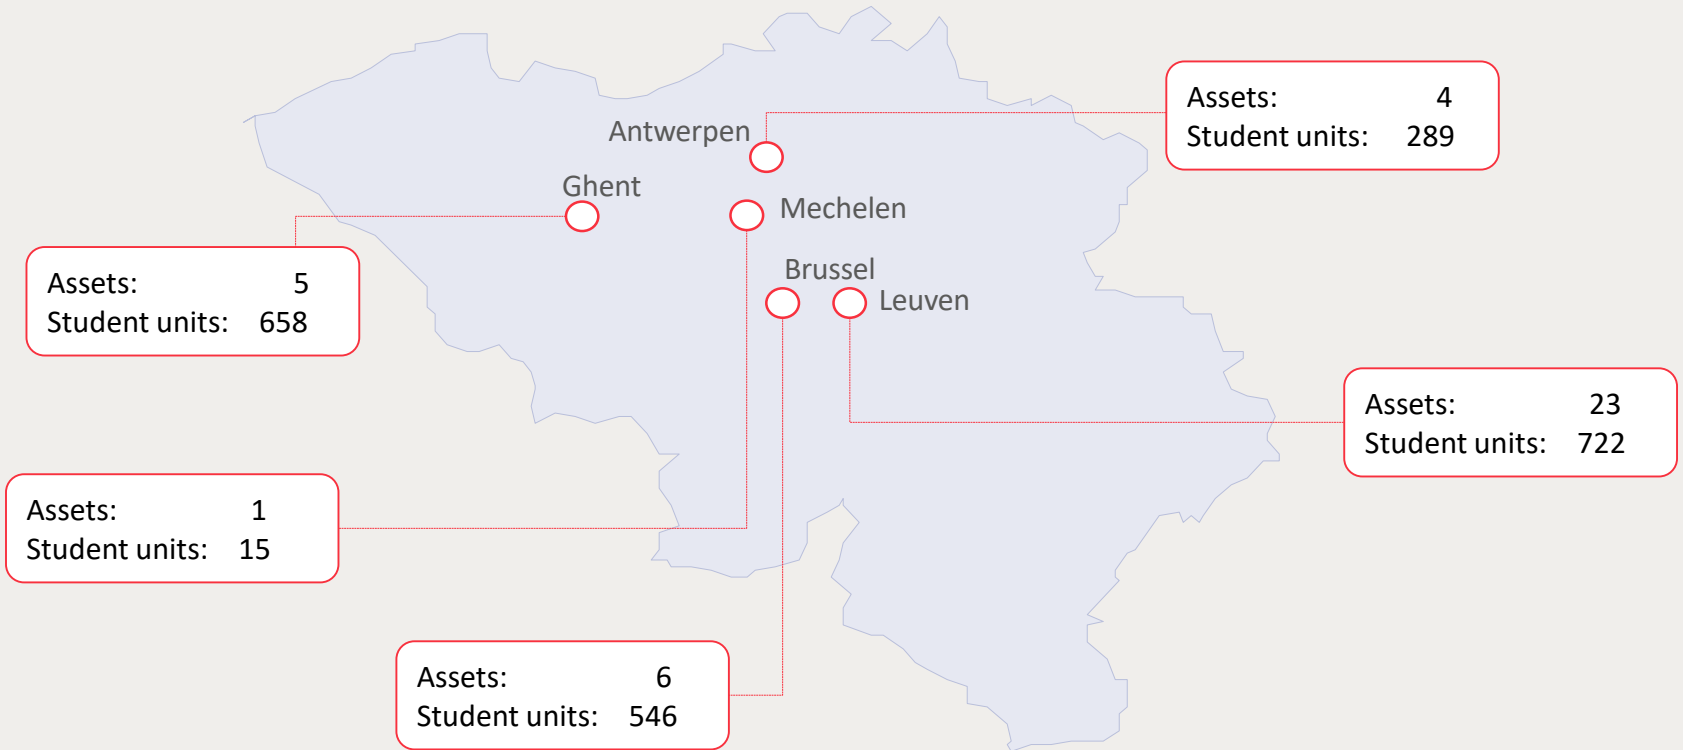 Assets: 4
Student units: 289
Antwerpen
Ghent
Mechelen
Assets: 5
Student units: 658
Brussel
Leuven
Assets: 23
Student units: 722
Assets: 1
Student units: 15
Assets: 6
Student units: 546